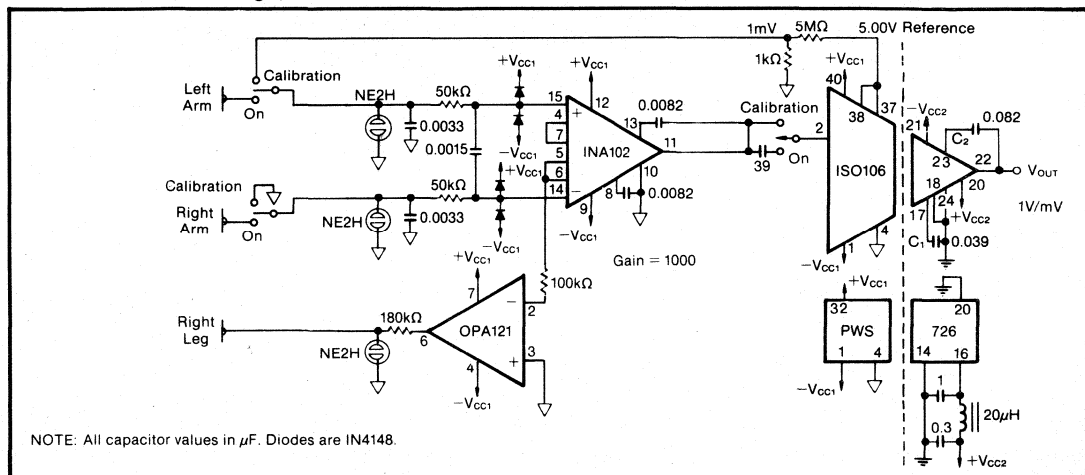 1mV
5MΩ
5.00V Reference
1kΩ
Calibration
Left
Arm
On
NE2H
50kΩ
0.0033
0.0015
+VCC1
−VCC1
15
4
7
5
6
14
+
−
INA102
+VCC1
12
13
0.0082
11
10
8
0.0082
9
−VCC1
Gain = 1000
Calibration
39
On
2
40
+VCC1
38
37
ISO106
1
4
−VCC1
21
−VCC2
C2
0.082
23
22
VOUT
18
20
24
+VCC2
17
C1
0.039
1V/mV
Calibration
Right
Arm
On
NE2H
50kΩ
0.0033
+VCC1
−VCC1
100kΩ
Right
Leg
NE2H
180kΩ
6
+VCC1
7
OPA121
−
2
+
3
4
−VCC1
+VCC1
32
PWS
1
4
−VCC1
20
726
14
16
1
20μH
0.3
+VCC2
NOTE: All capacitor values in μF. Diodes are IN4148.